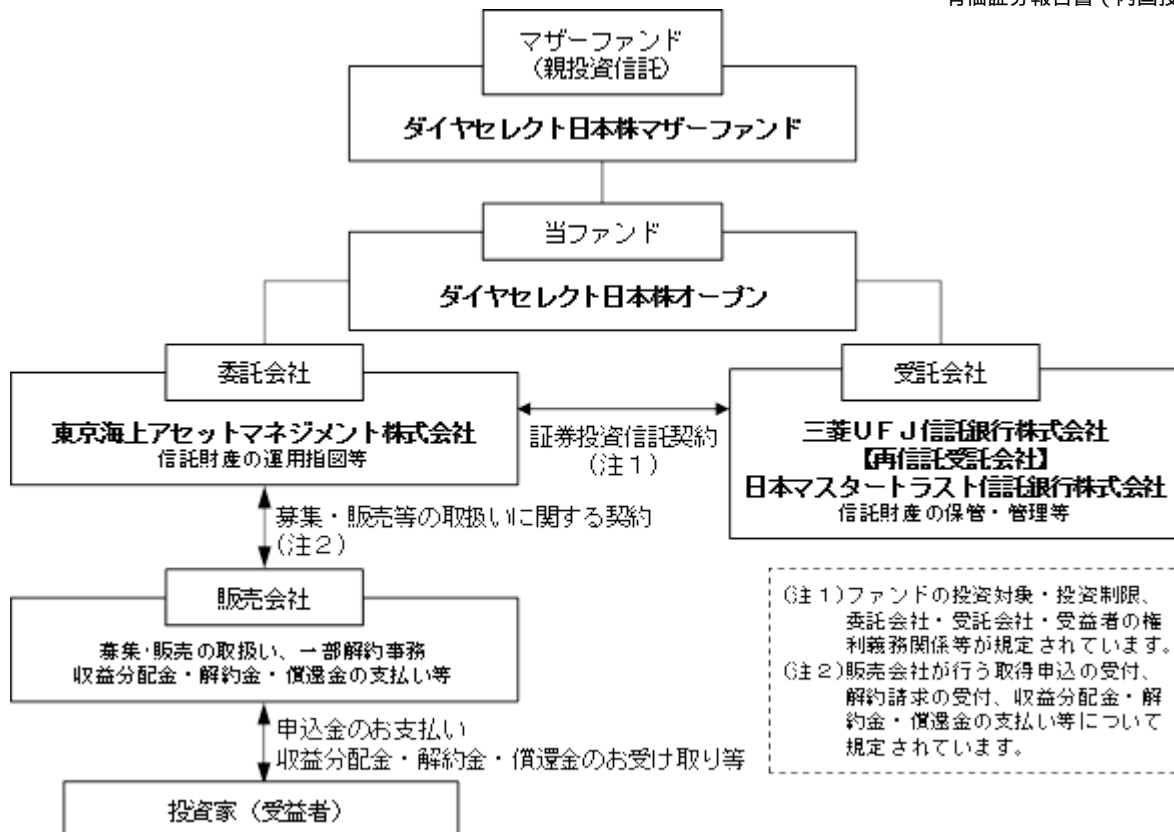 マザーファンド
(親投資信託)
ダイヤセレクト日本株マザーファンド
当ファンド
ダイヤセレクト日本株オープン
委託会社
東京海上アセットマネジメント株式会社
信託財産の運用指図等
証券投資信託契約
(注1)
受託会社
三菱UFJ信託銀行株式会社
【再信託受託会社】
日本マスタートラスト信託銀行株式会社
信託財産の保管・管理等
募集・販売等の取扱いに関する契約
(注2)
販売会社
募集・販売の取扱い、一部解約事務
収益分配金・解約金・償還金の支払い等
申込金のお支払い
収益分配金・解約金・償還金のお受け取り等
投資家(受益者)
(注1)ファンドの投資対象・投資制限、
委託会社・受託会社・受益者の権
利義務関係等が規定されています。
(注2)販売会社が行う取得申込の受付、
解約請求の受付、収益分配金・解
約金・償還金の支払い等について
規定されています。